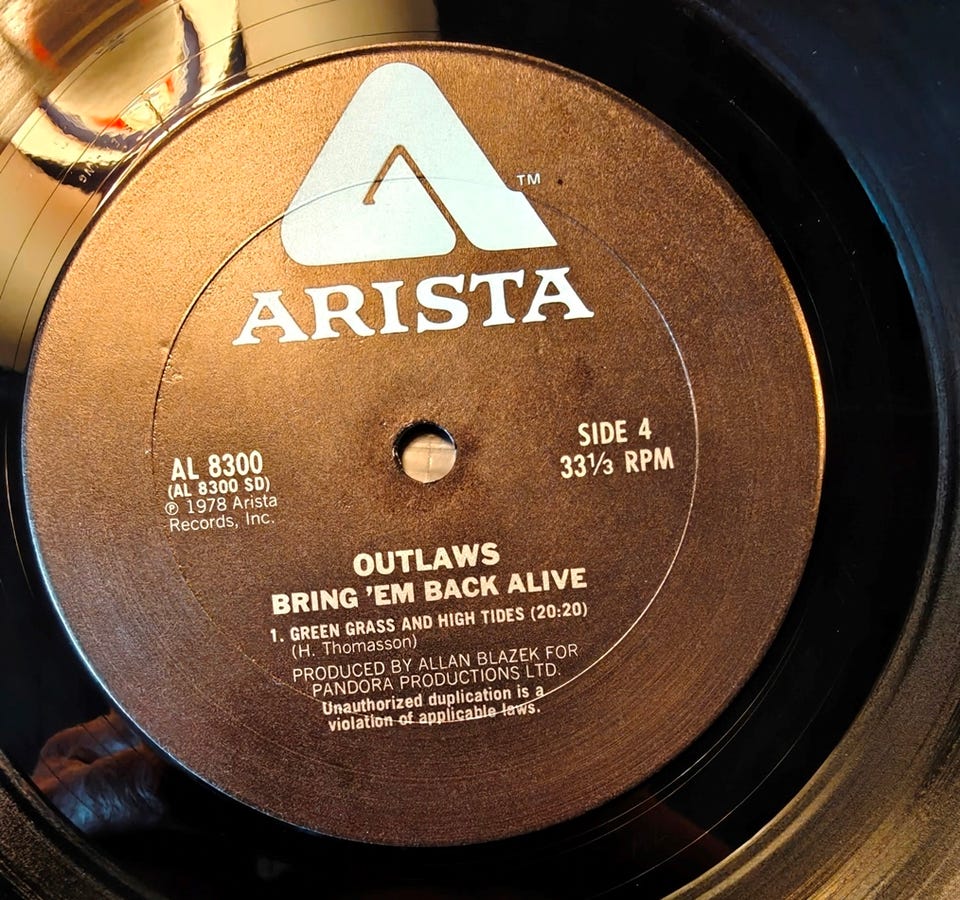 TM
ARISTA
SIDE 4
33⅓ RPM
AL 8300
(AL 8300 SD)
℗ 1978 Arista
Records, Inc.
OUTLAWS
BRING 'EM BACK ALIVE
1. GREEN GRASS AND HIGH TIDES (20:20)
(H. Thomasson)
PRODUCED BY ALLAN BLAZEK FOR
PANDORA PRODUCTIONS LTD.
Unauthorized duplication is a
violation of applicable laws.